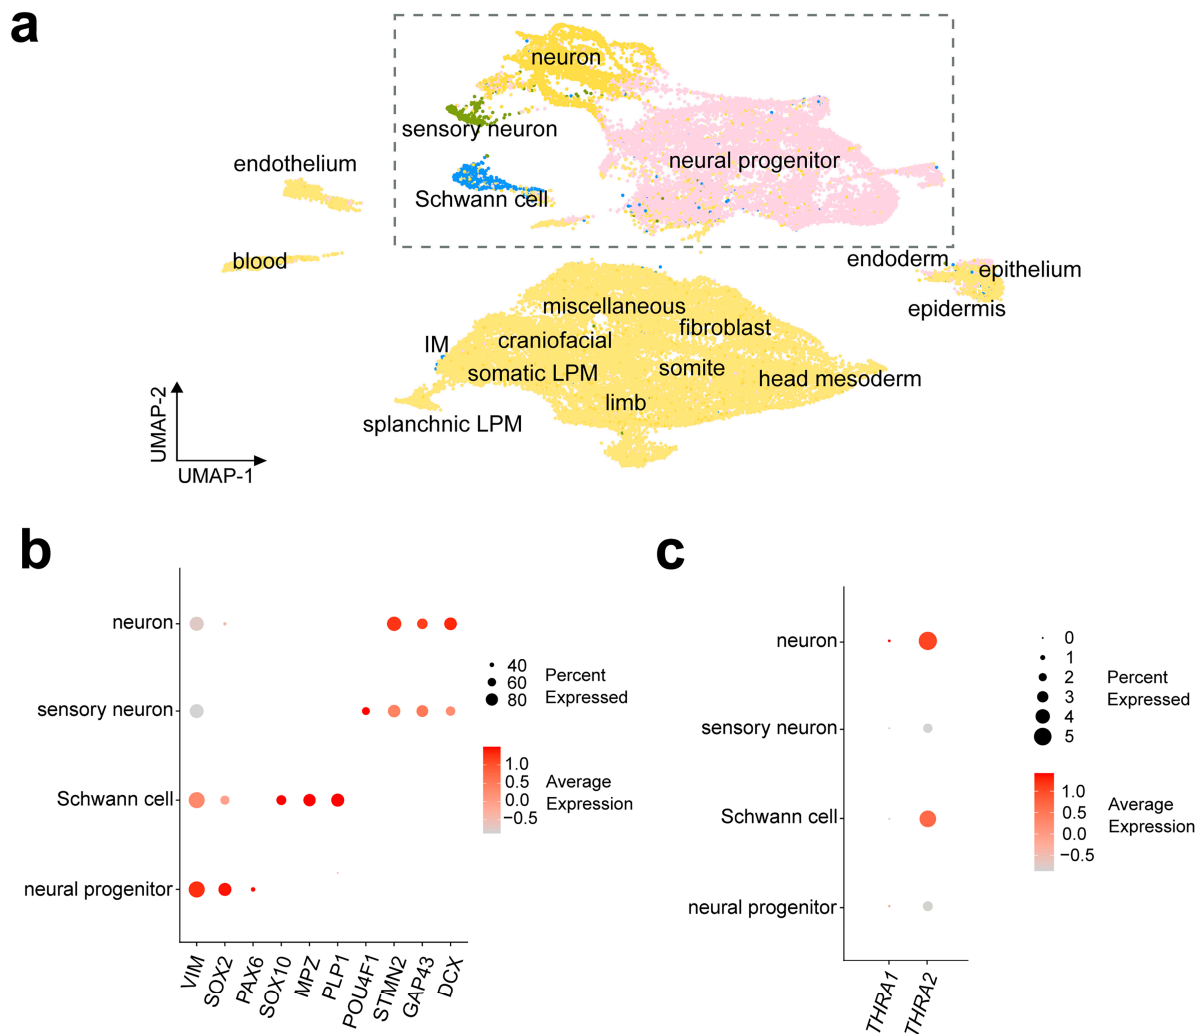 a
neuron
sensory neuron
neural progenitor
endothelium
Schwann cell
blood
endoderm
epithelium
epidermis
miscellaneous
fibroblast
craniofacial
IM
somatic LPM
somite
head mesoderm
limb
splanchnic LPM
UMAP-2
UMAP-1
b
neuron
sensory neuron
Schwann cell
neural progenitor
VIM
SOX2
PAX6
SOX10
MPZ
PLP1
POU4F1
STMN2
GAP43
DCX
40
60
80
Percent
Expressed
1.0
0.5
0.0
−0.5
Average
Expression
c
neuron
sensory neuron
Schwann cell
neural progenitor
THRA1
THRA2
0
1
2
3
4
5
Percent
Expressed
1.0
0.5
0.0
−0.5
Average
Expression